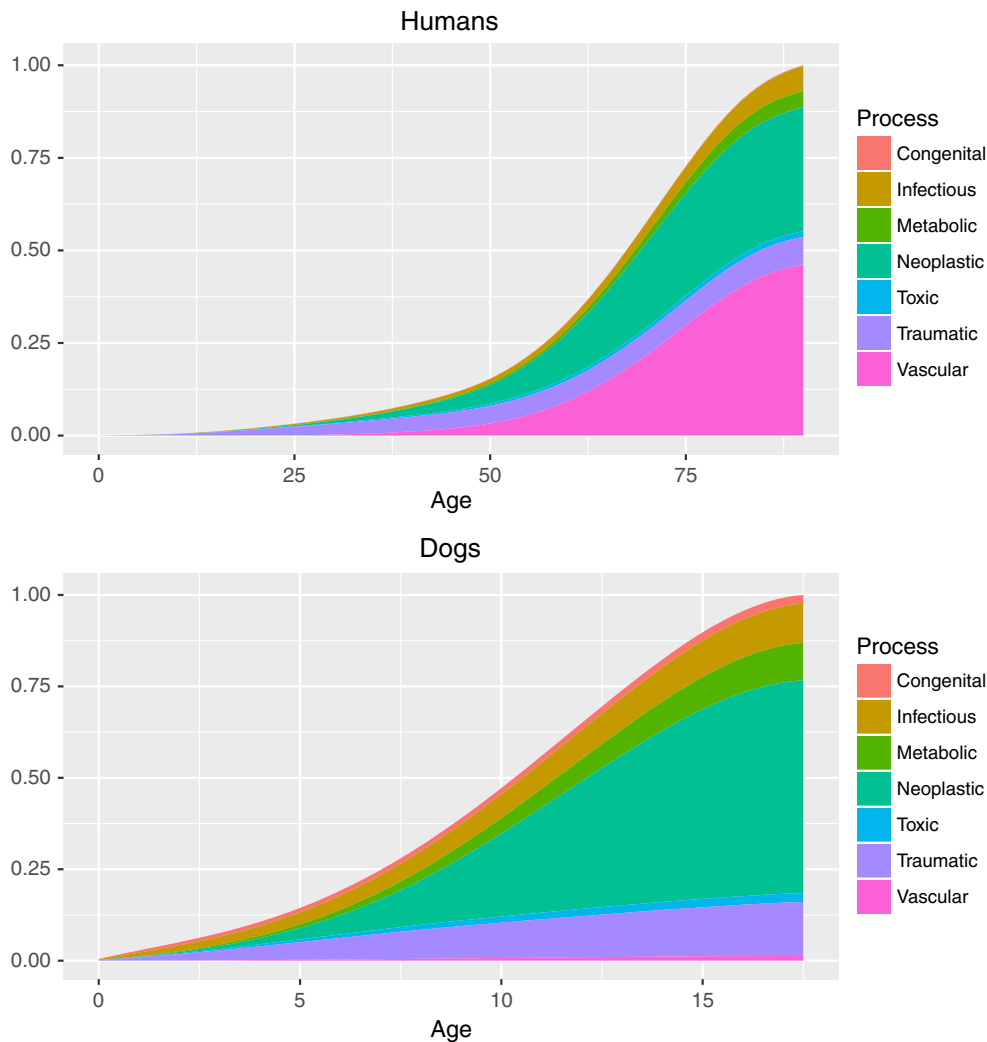 Humans
1.00
0.75
0.50
0.25
0.00
0 25 50 75
Age
Process
Congenital
Infectious
Metabolic
Neoplastic
Toxic
Traumatic
Vascular
Dogs
1.00
0.75
0.50
0.25
0.00
0 5 10 15
Age
Process
Congenital
Infectious
Metabolic
Neoplastic
Toxic
Traumatic
Vascular